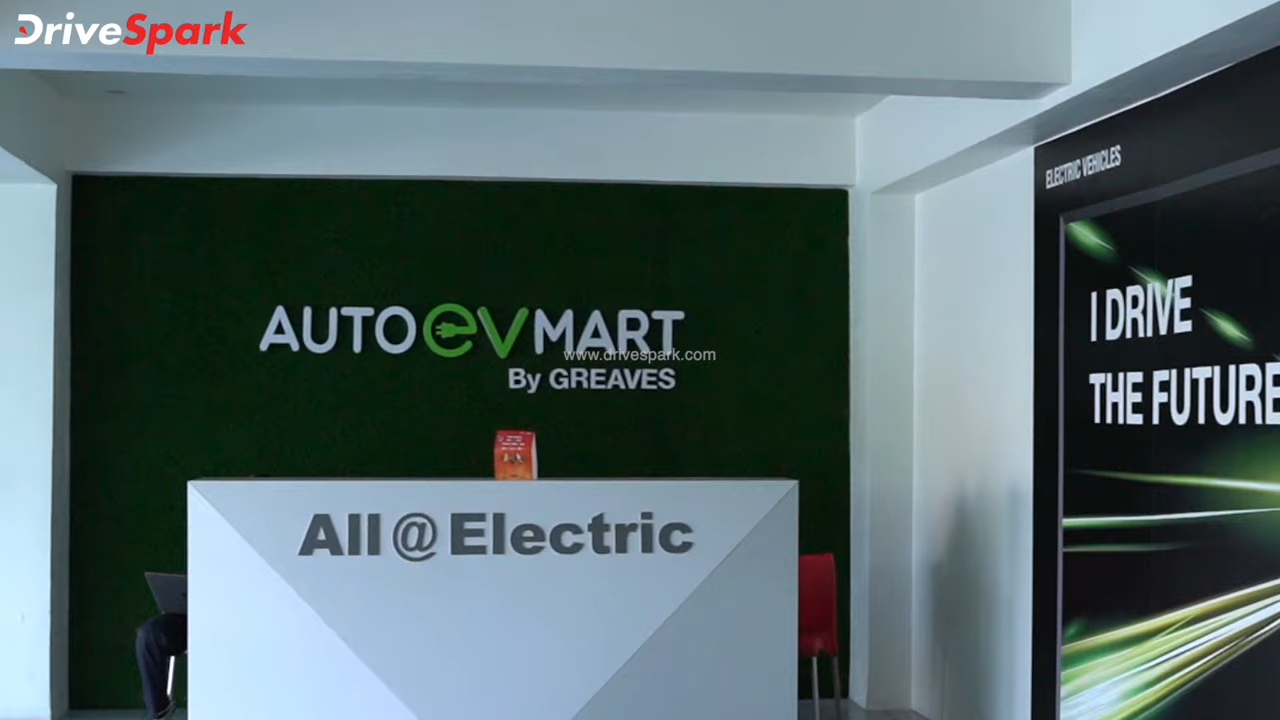 DriveSpark
ELECTRIC VEHICLES
I DRIVE
THE FUTURE
AUTO eV MART
www.drivespark.com
By GREAVES
All @ Electric